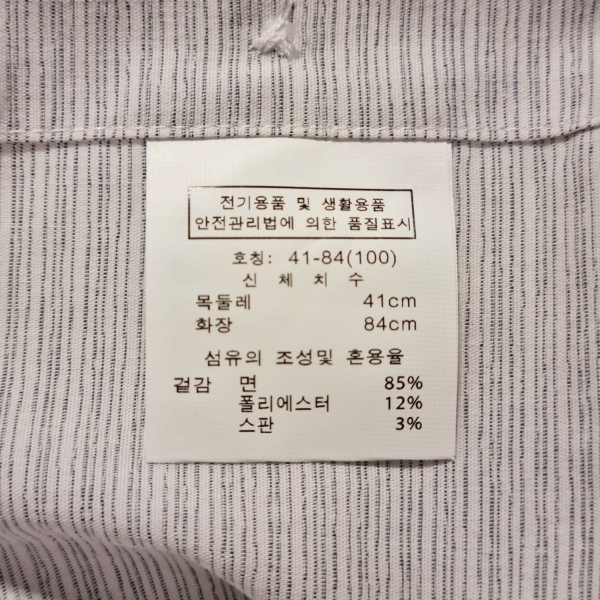 전기용품 및 생활용품
안전관리법에 의한 품질표시
호칭: 41-84(100)
신 체 치 수
목둘레 41cm
화장 84cm
섬유의 조성및 혼용율
겉감 면 85%
폴리에스터 12%
스판 3%